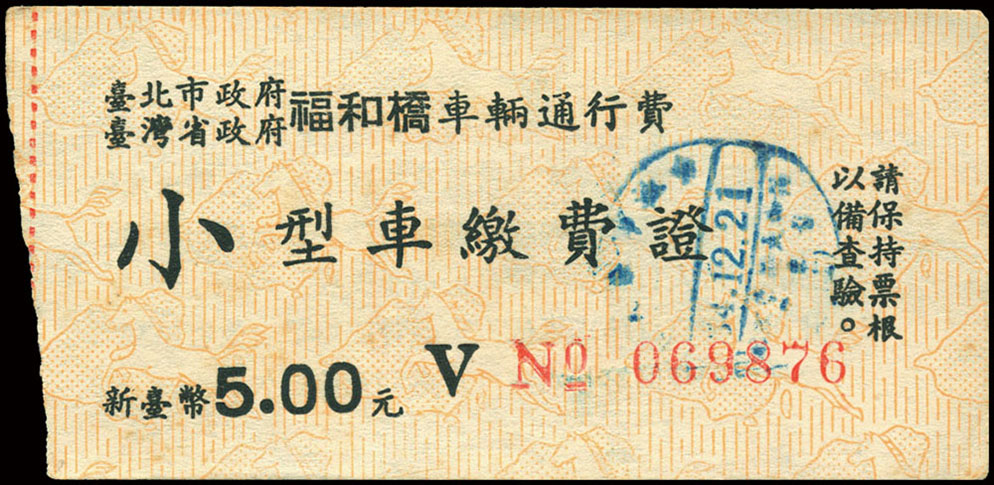 臺北市政府
臺灣省政府
福和橋車輛通行費
小型車繳費證
新臺幣5.00元
V
№ 069876
請保持票根
以備查驗。
64.12.21